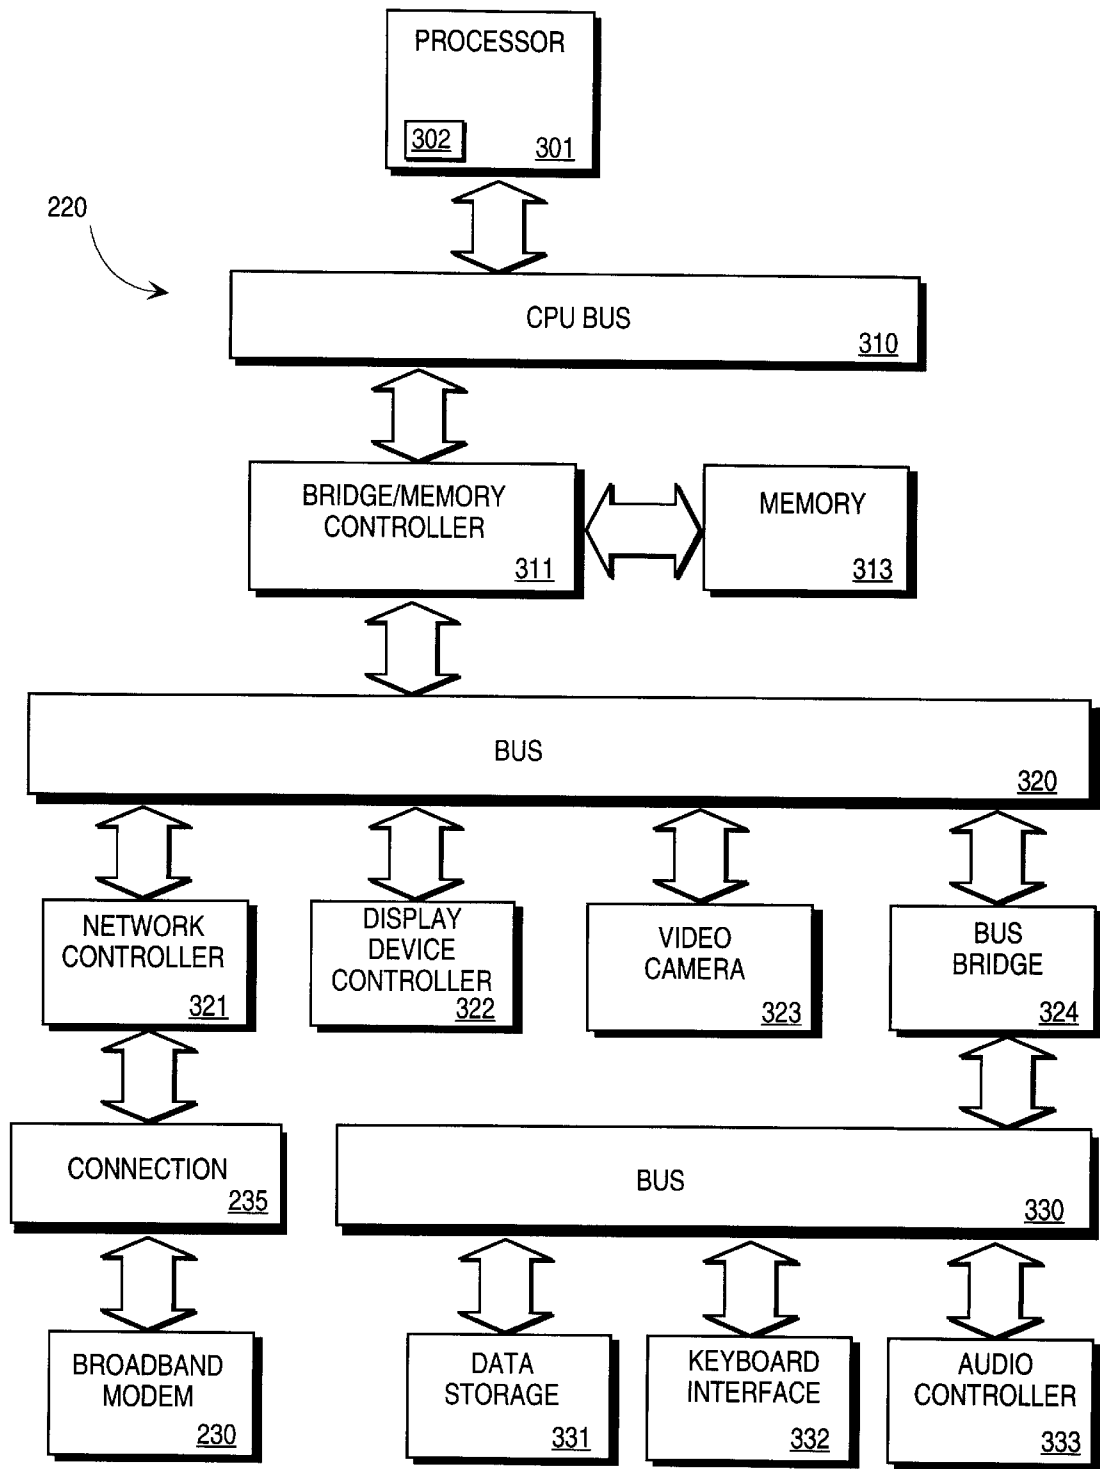 PROCESSOR
302
301
220
CPU BUS
310
BRIDGE/MEMORY
CONTROLLER
311
MEMORY
313
BUS
320
NETWORK
CONTROLLER
321
DISPLAY
DEVICE
CONTROLLER
322
VIDEO
CAMERA
323
BUS
BRIDGE
324
CONNECTION
235
BUS
330
BROADBAND
MODEM
230
DATA
STORAGE
331
KEYBOARD
INTERFACE
332
AUDIO
CONTROLLER
333